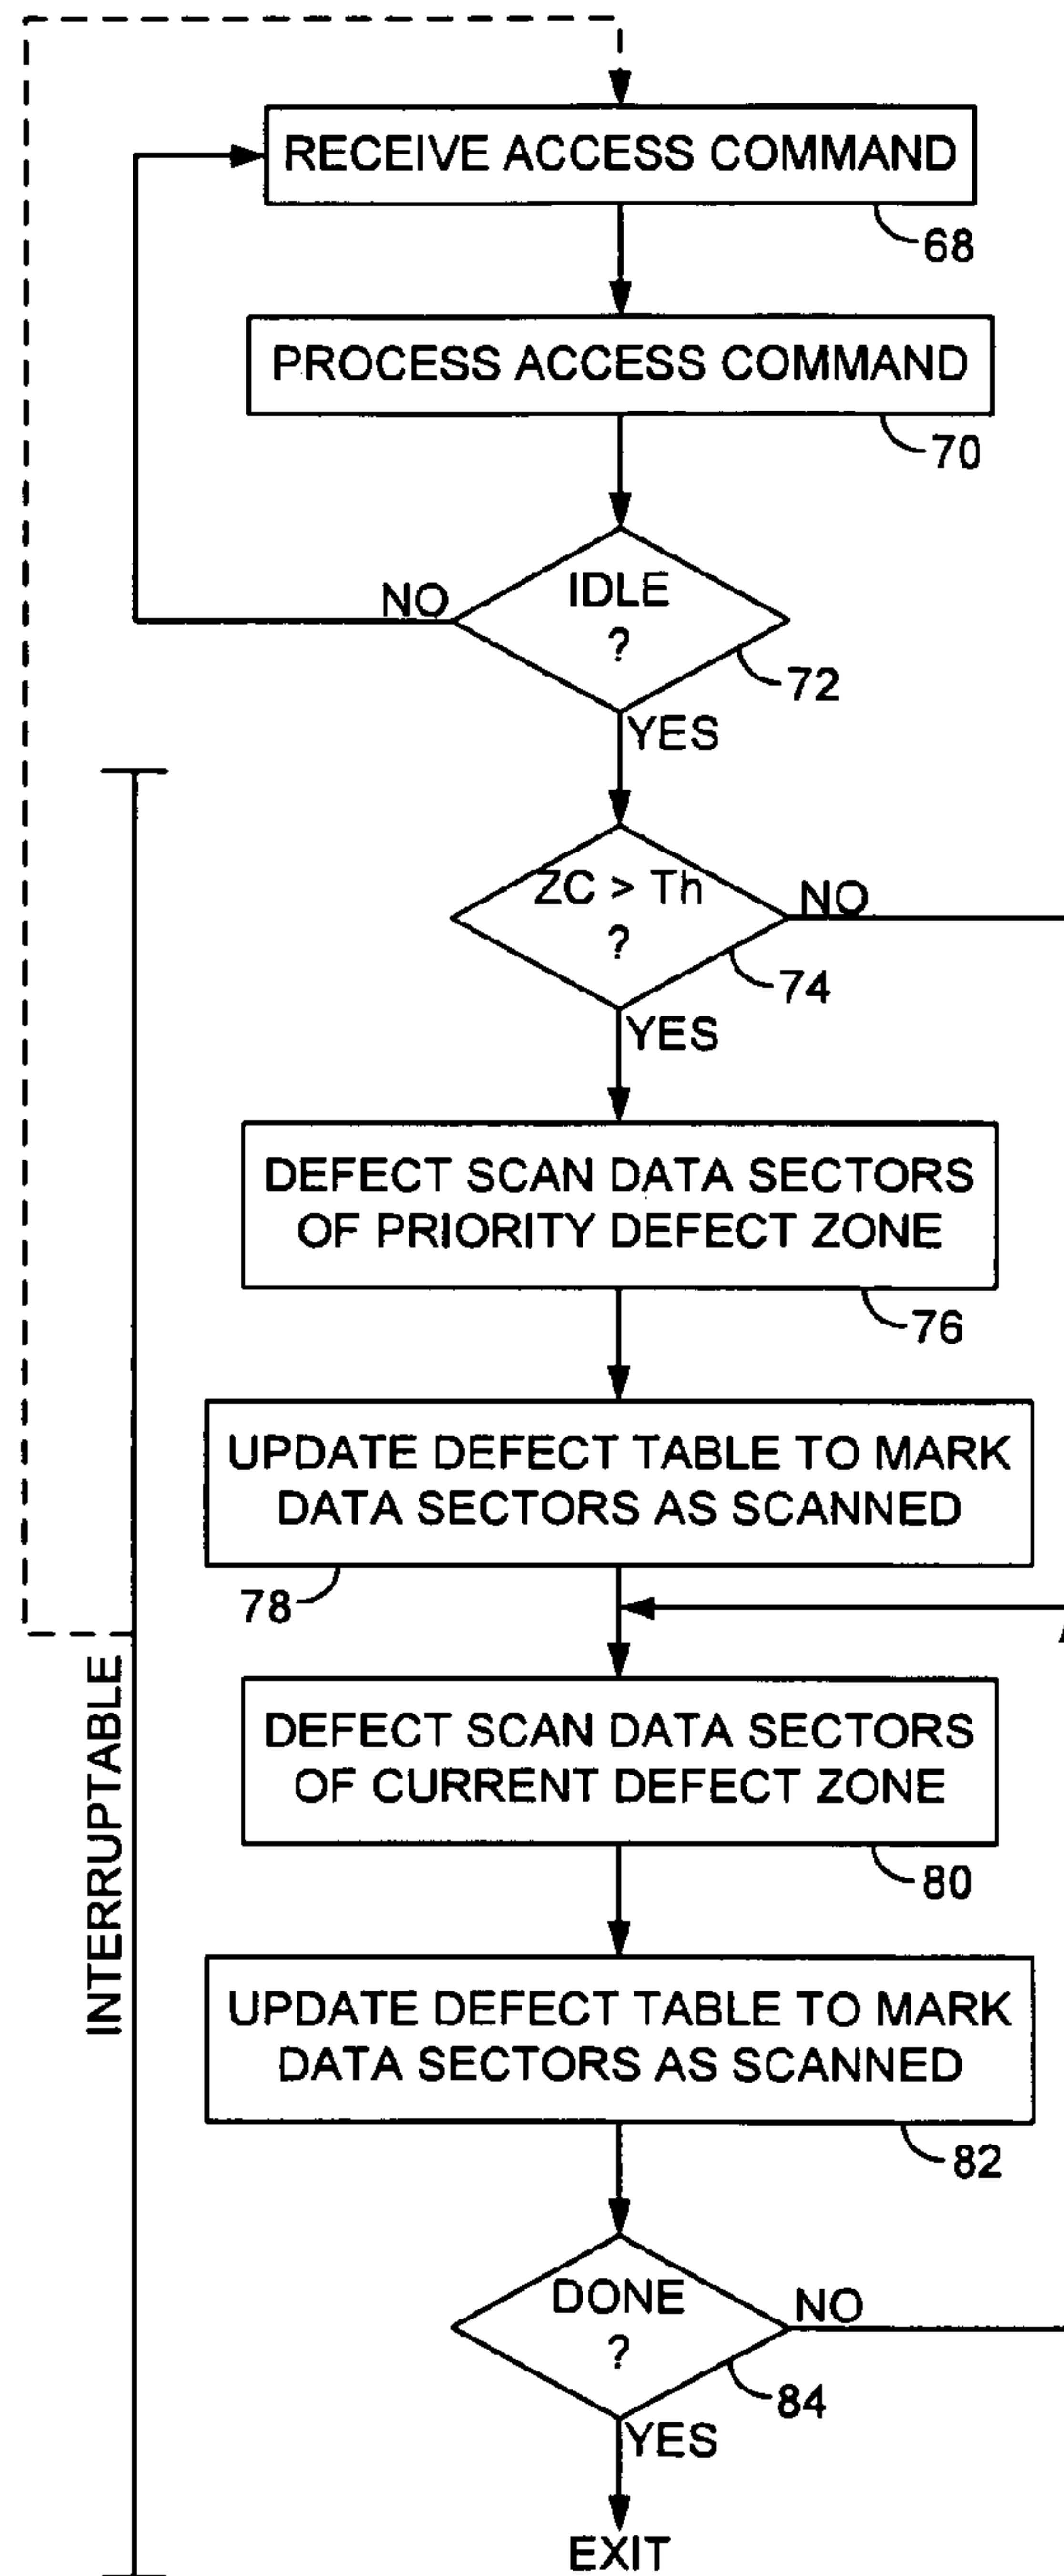 RECEIVE ACCESS COMMAND
68
PROCESS ACCESS COMMAND
70
IDLE
?
NO
72
YES
ZC > Th
?
NO
74
YES
DEFECT SCAN DATA SECTORS
OF PRIORITY DEFECT ZONE
76
UPDATE DEFECT TABLE TO MARK
DATA SECTORS AS SCANNED
78
INTERRUPTABLE
DEFECT SCAN DATA SECTORS
OF CURRENT DEFECT ZONE
80
UPDATE DEFECT TABLE TO MARK
DATA SECTORS AS SCANNED
82
DONE
?
NO
84
YES
EXIT